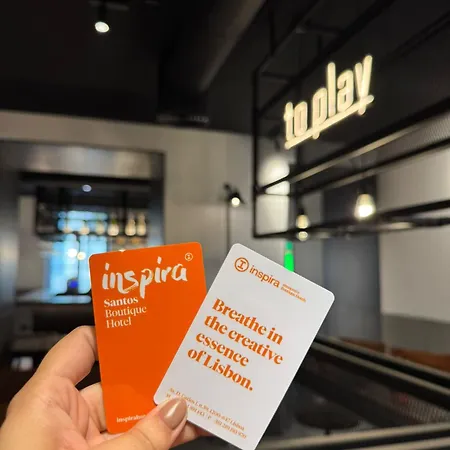 to play
inspira
Santos
Boutique
Hotel
inspira
Breathe in
the creative
essence
of Lisbon.